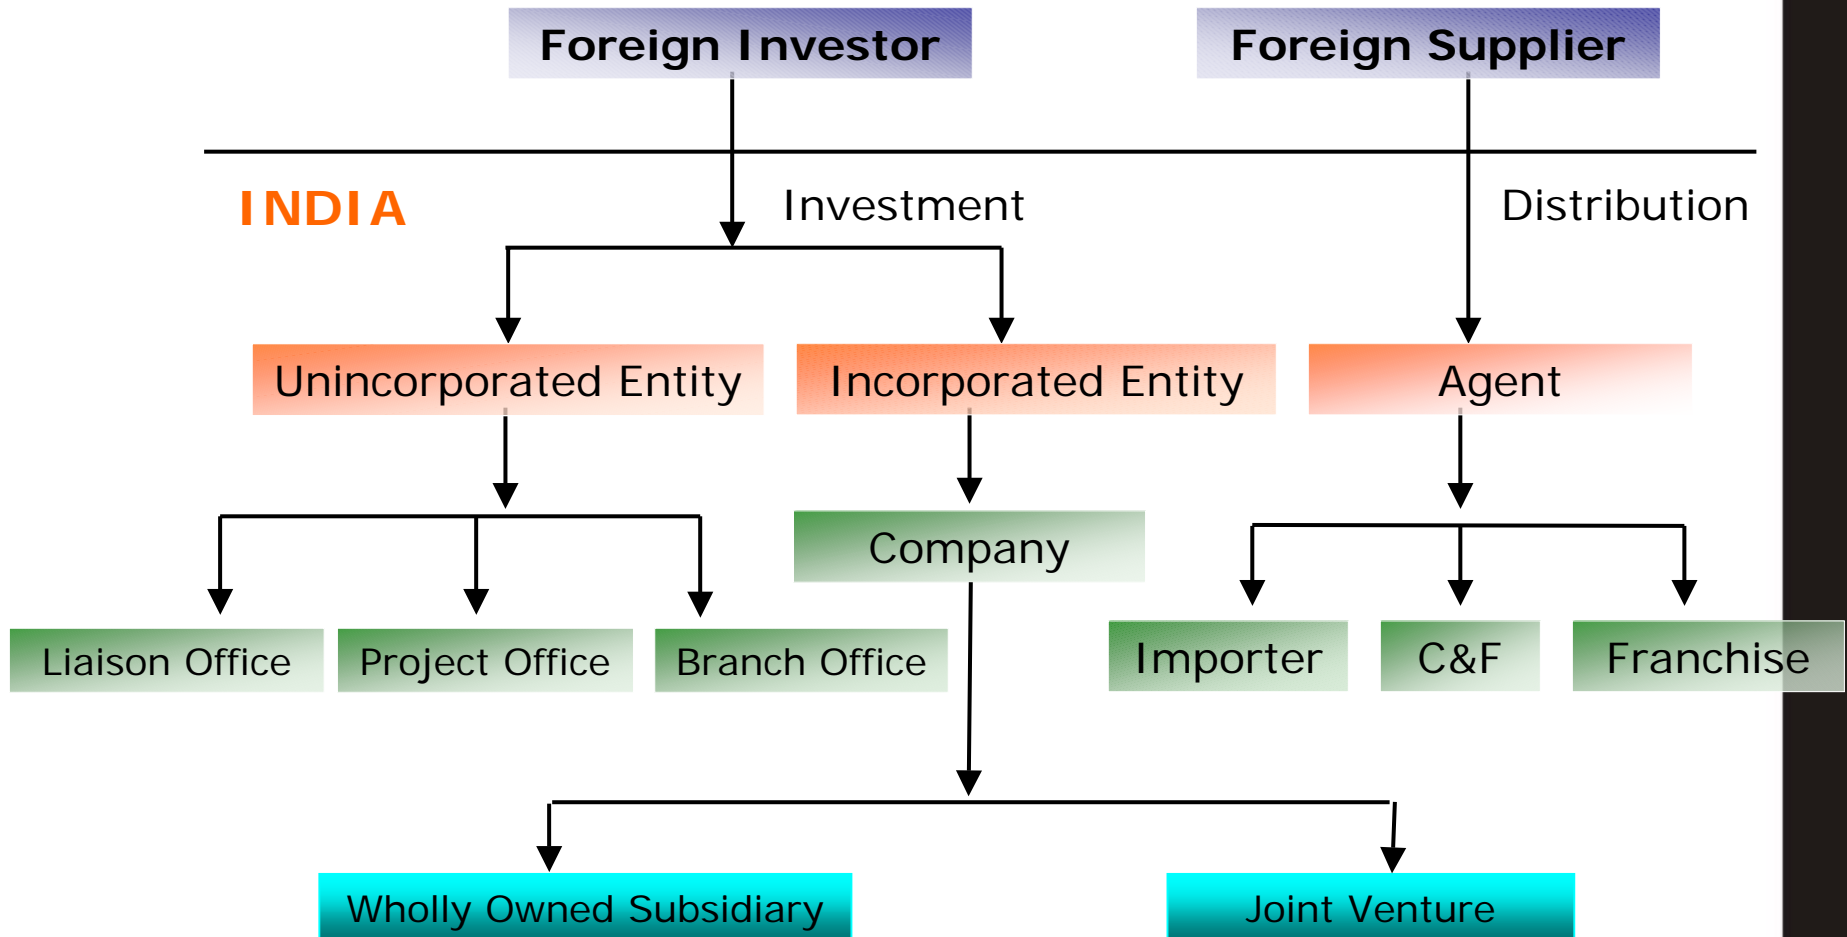 Foreign Investor
Foreign Supplier
INDIA
Investment
Distribution
Unincorporated Entity
Incorporated Entity
Agent
Company
Liaison Office
Project Office
Branch Office
Importer
C&F
Franchise
Wholly Owned Subsidiary
Joint Venture